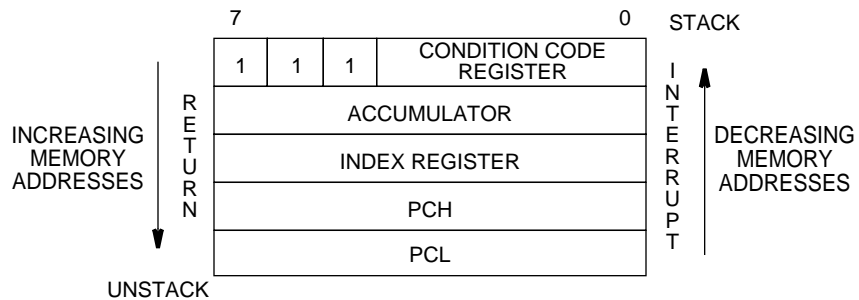 7 0 STACK
1 1 1 CONDITION CODE
REGISTER
ACCUMULATOR
INDEX REGISTER
PCH
PCL
INCREASING
MEMORY
ADDRESSES
RETURN
INTERRUPT
DECREASING
MEMORY
ADDRESSES
UNSTACK